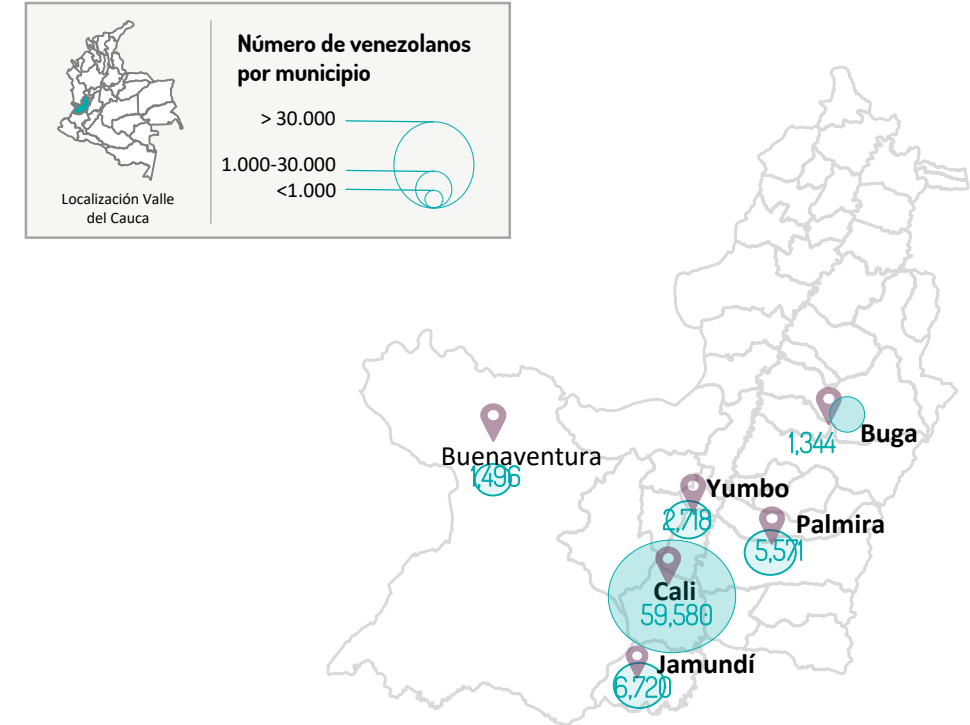 Número de venezolanos
por municipio
> 30.000
1.000-30.000
<1.000
Localización Valle
del Cauca
Buga
1,344
Buenaventura
1,496
Yumbo
2,718
Palmira
5,571
Cali
59,580
Jamundí
6,720